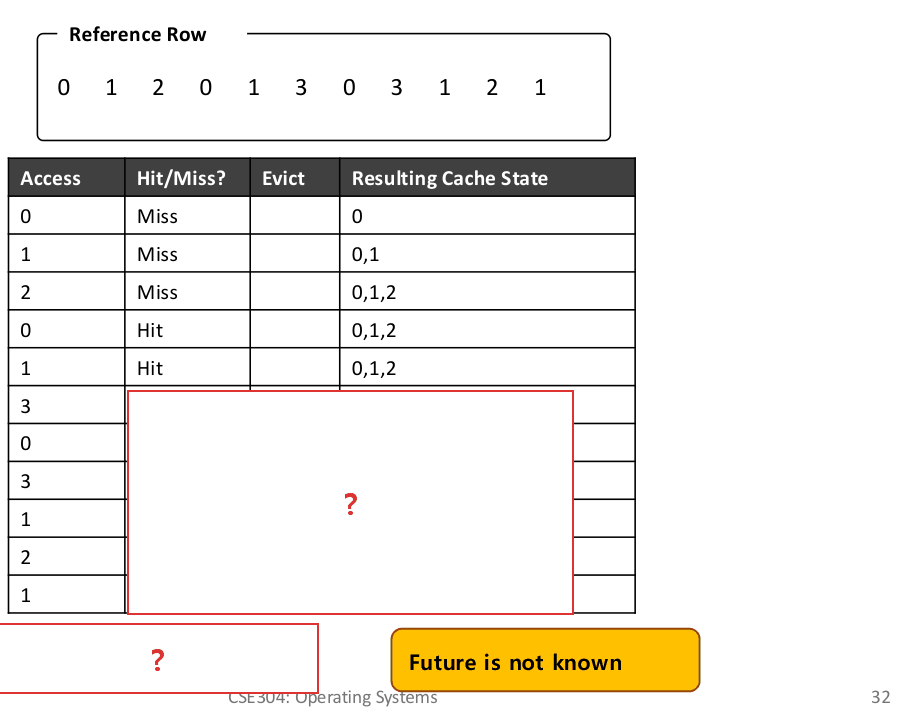 Reference Row
0 1 2 0 1 3 0 3 1 2 1
Access Hit/Miss? Evict Resulting Cache State
0 Miss 0
1 Miss 0,1
2 Miss 0,1,2
0 Hit 0,1,2
1 Hit 0,1,2
3
0
3
?
1
2
1
?
Future is not known
CSE304: Operating Systems 32